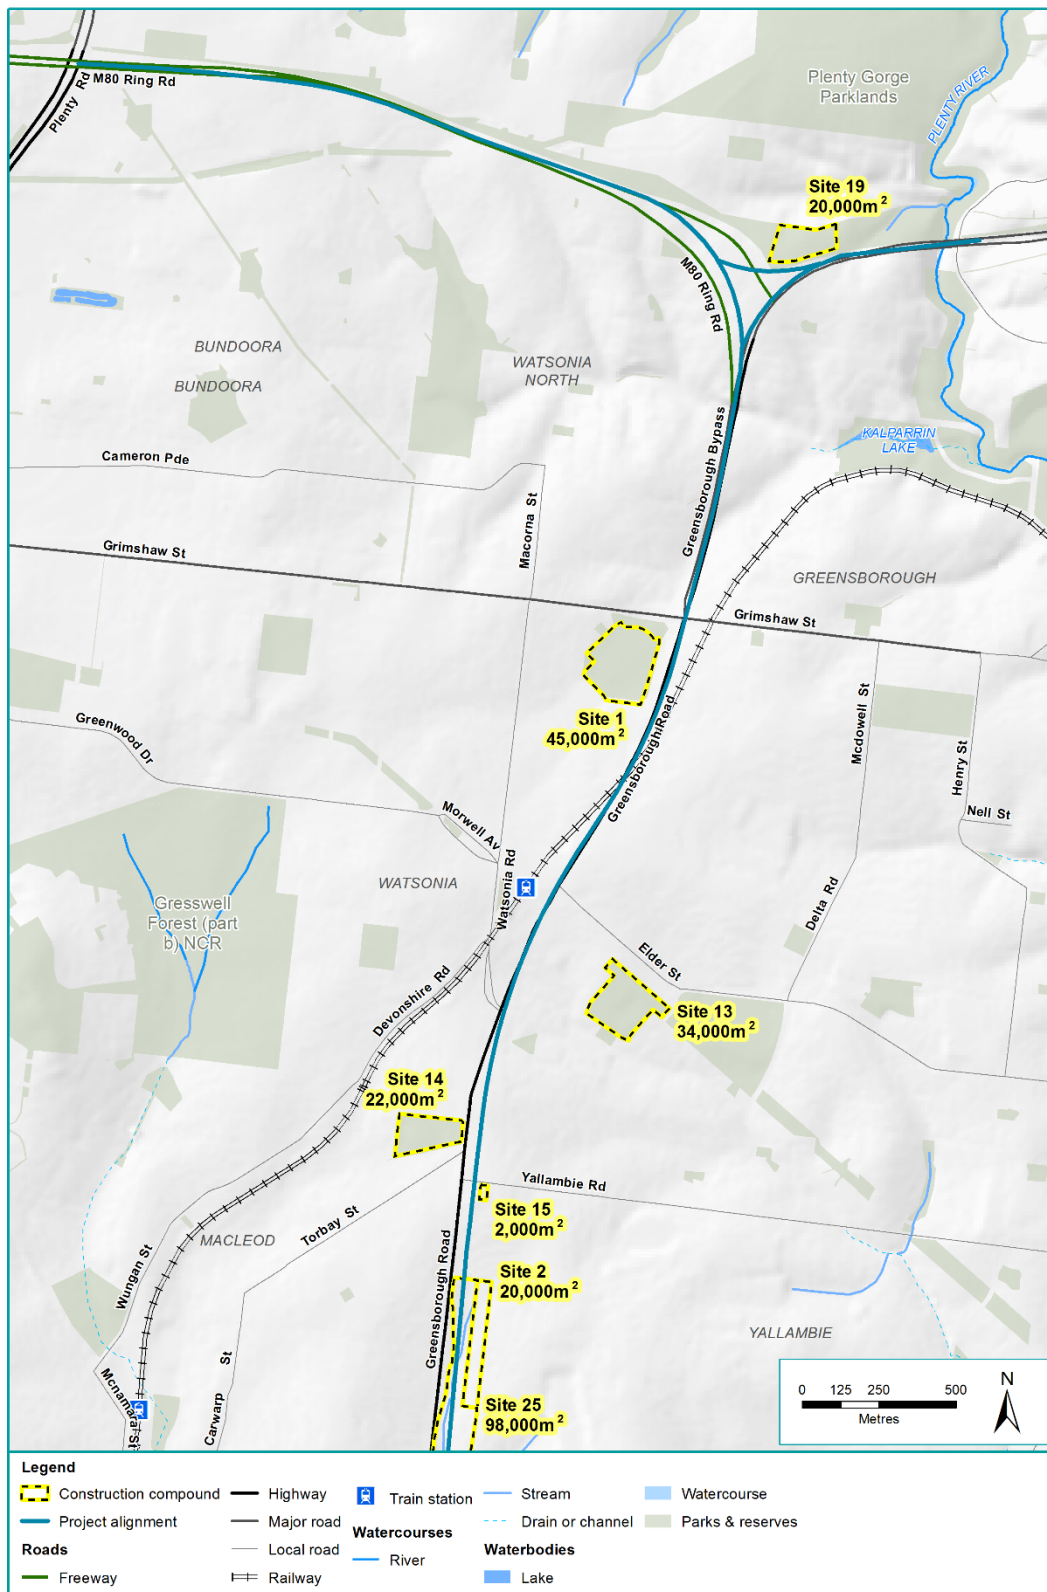 M80 Ring Rd
Plenty Rd
Plenty Gorge
Parklands
PLENTY RIVER
Site 19
20,000m²
M80 Ring Rd
BUNDOORA
BUNDOORA
WATSONIA
NORTH
Greensborough Bypass
KALPARRIN
LAKE
Cameron Pde
Macorna St
Grimshaw St
GREENSBOROUGH
Grimshaw St
Site 1
45,000m²
Greensborough Road
Mcdowell St
Henry St
Nell St
Greenwood Dr
Morwell Av
Watsonia Rd
WATSONIA
Gresswell
Forest (part
b) NCR
Delta Rd
Elder St
Devonshire Rd
Site 13
34,000m²
Site 14
22,000m²
Yallambie Rd
Site 15
2,000m²
Torbay St
MACLEOD
Wungan St
Greensborough Road
Site 2
20,000m²
YALLAMBIE
Carwarp St
Mcnamara St
Site 25
98,000m²
N
0 125 250 500
Metres
Legend
Construction compound
Project alignment
Roads
Freeway
Highway
Major road
Local road
Railway
Train station
Watercourses
River
Stream
Drain or channel
Waterbodies
Lake
Watercourse
Parks & reserves